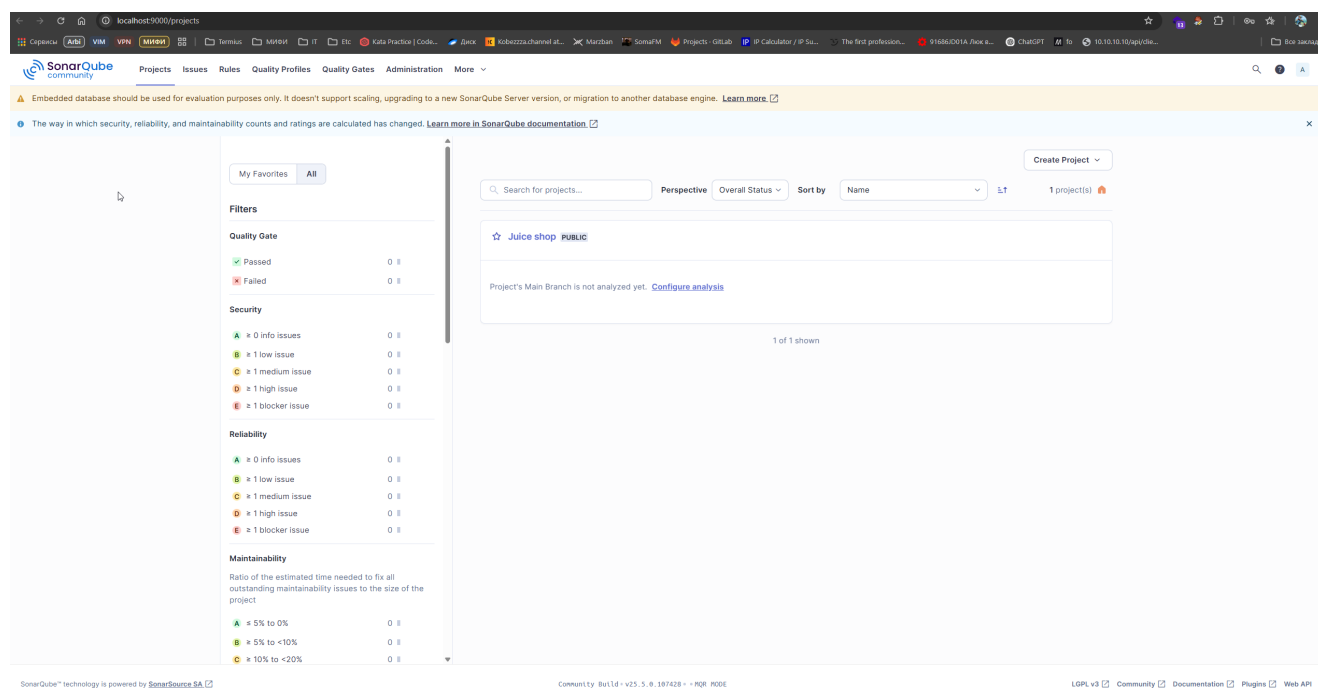 localhost:9000/projects
Сервисы Arbi VIM VPN МИФИ Termius МИФИ IT Etc Kata Practice | Code... Диск Kobezzza.channel at... Marzban SomaFM Projects · GitLab IP Calculator / IP Su... The first profession... 91686JD01A Люк в... ChatGPT fo 10.10.10.10/api/clie... Все заклад
SonarQube community Projects Issues Rules Quality Profiles Quality Gates Administration More A
Embedded database should be used for evaluation purposes only. It doesn't support scaling, upgrading to a new SonarQube Server version, or migration to another database engine. Learn more
The way in which security, reliability, and maintainability counts and ratings are calculated has changed. Learn more in SonarQube documentation
My Favorites All
Filters
Quality Gate
Passed 0
Failed 0
Security
A ≥ 0 info issues 0
B ≥ 1 low issue 0
C ≥ 1 medium issue 0
D ≥ 1 high issue 0
E ≥ 1 blocker issue 0
Reliability
A ≥ 0 info issues 0
B ≥ 1 low issue 0
C ≥ 1 medium issue 0
D ≥ 1 high issue 0
E ≥ 1 blocker issue 0
Maintainability
Ratio of the estimated time needed to fix all
outstanding maintainability issues to the size of the
project
A ≤ 5% to 0% 0
B ≥ 5% to <10% 0
C ≥ 10% to <20% 0
Create Project
Search for projects... Perspective Overall Status Sort by Name 1 project(s)
Juice shop PUBLIC
Project's Main Branch is not analyzed yet. Configure analysis
1 of 1 shown
SonarQube™ technology is powered by SonarSource SA Community Build · v25.5.0.107428 · · MQR MODE LGPL v3 Community Documentation Plugins Web API